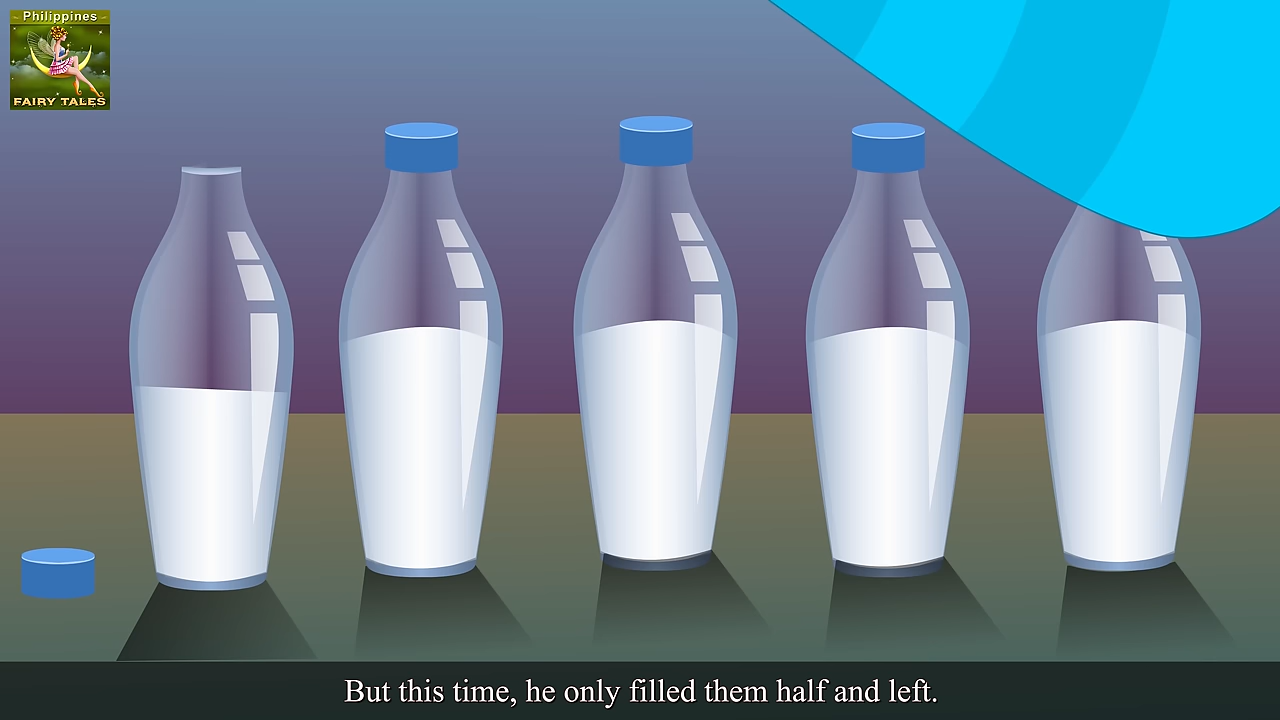 Philippines
FAIRY TALES
But this time, he only filled them half and left.